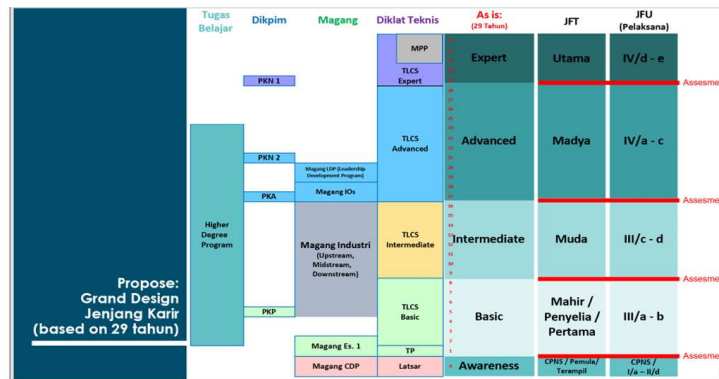 Tugas
Belajar
Dikpim
Magang
Diklat Teknis
As is:
(29 Tahun)
JFT
JFU
(Pelaksana)
MPP
TLCS
Expert
Expert
Utama
IV/d - e
PKN 1
Assesme
TLCS
Advanced
Advanced
Madya
IV/a - c
PKN 2
Magang LDP (Leadership
Development Program)
Magang IOs
PKA
Assesme
Higher
Degree
Program
Magang Industri
(Upstream,
Midstream,
Downstream)
TLCS
Intermediate
Intermediate
Muda
III/c - d
Assesme
Propose:
Grand Design
Jenjang Karir
(based on 29 tahun)
PKP
TLCS
Basic
Basic
Mahir /
Penyelia /
Pertama
III/a - b
Magang Es. 1
TP
Assesme
Magang CDP
Latsar
Awareness
CPNS / Pemula/
Terampil
CPNS /
I/a – II/d